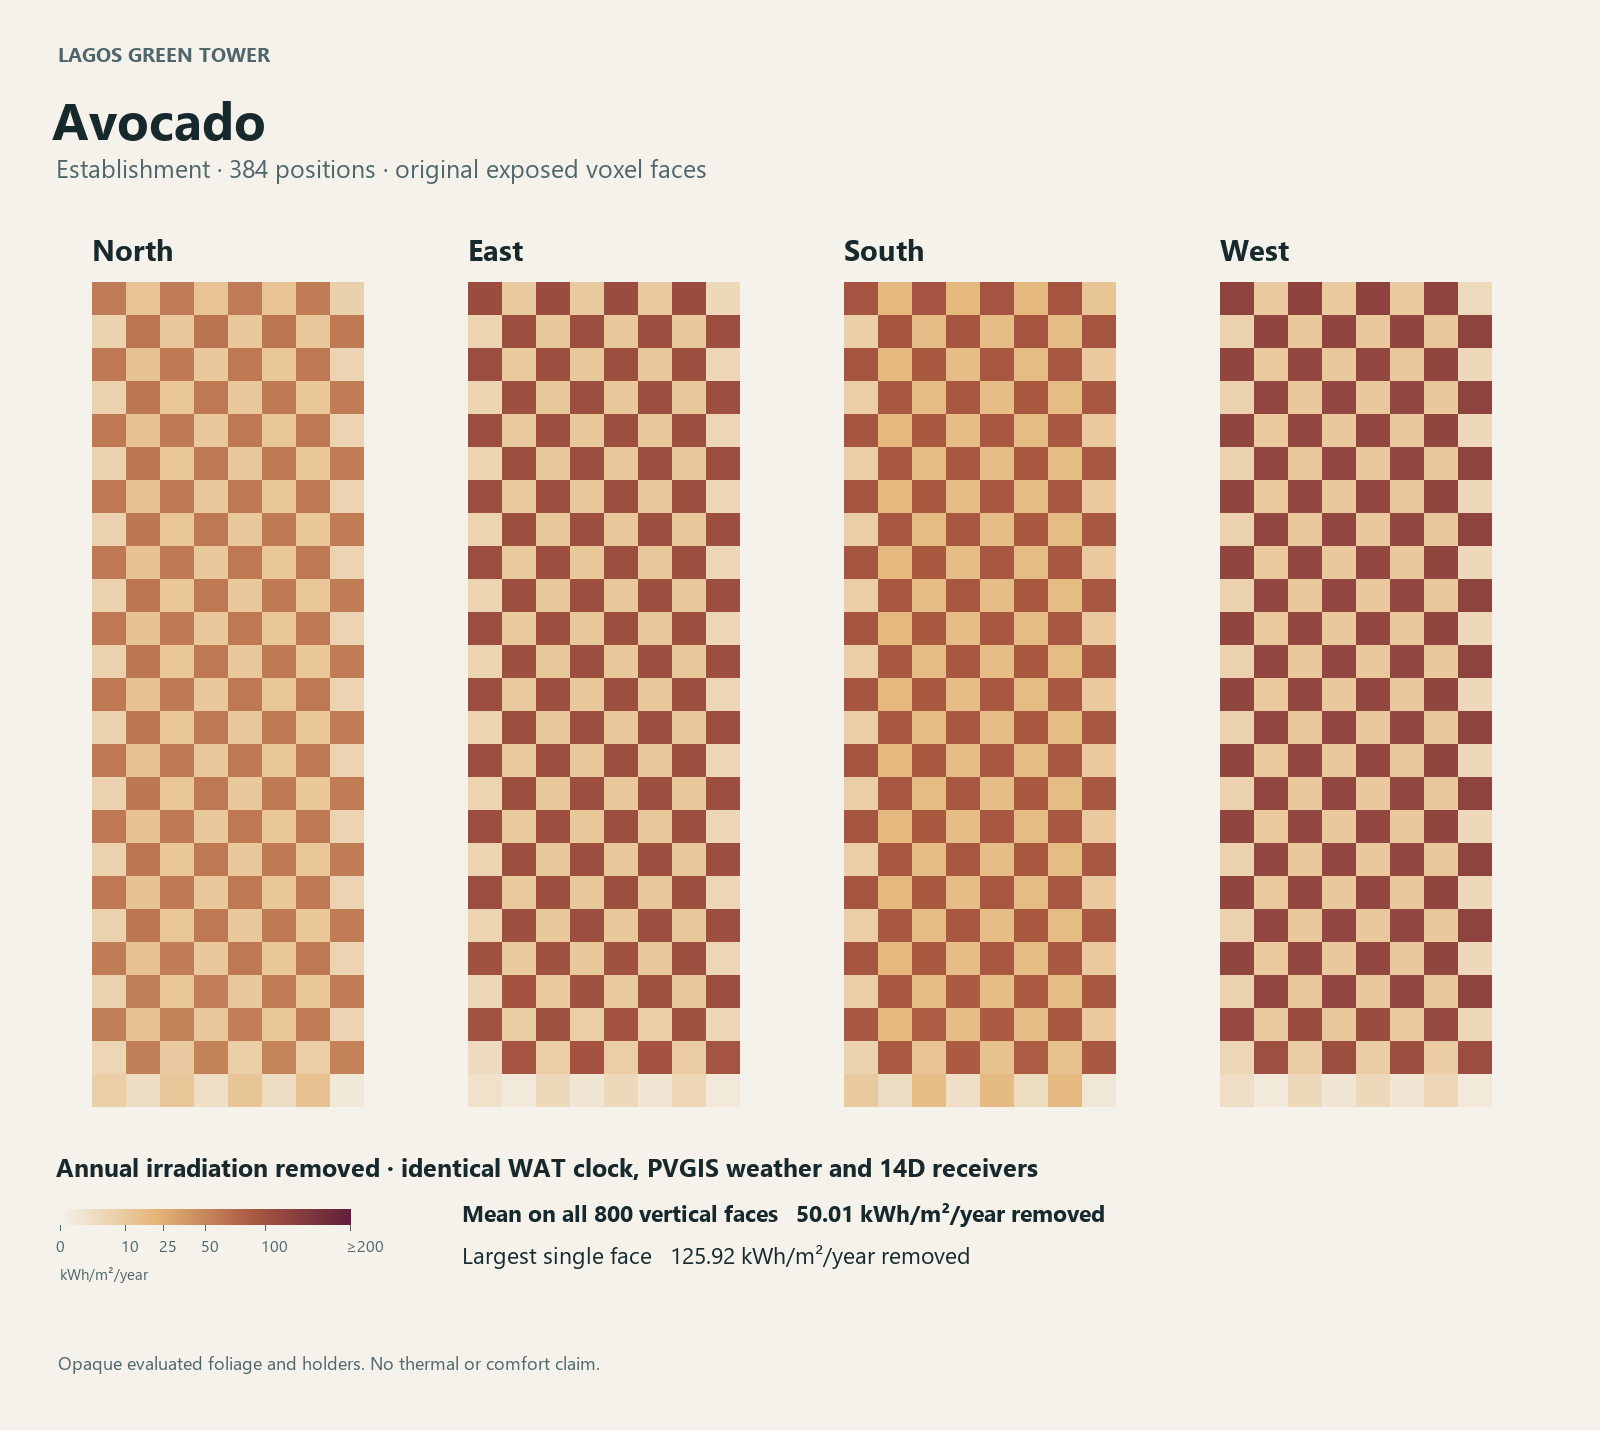 LAGOS GREEN TOWER
Avocado
Establishment · 384 positions · original exposed voxel faces
North East South West
Annual irradiation removed · identical WAT clock, PVGIS weather and 14D receivers
Mean on all 800 vertical faces 50.01 kWh/m²/year removed
0 10 25 50 100 ≥200
Largest single face 125.92 kWh/m²/year removed
kWh/m²/year
Opaque evaluated foliage and holders. No thermal or comfort claim.